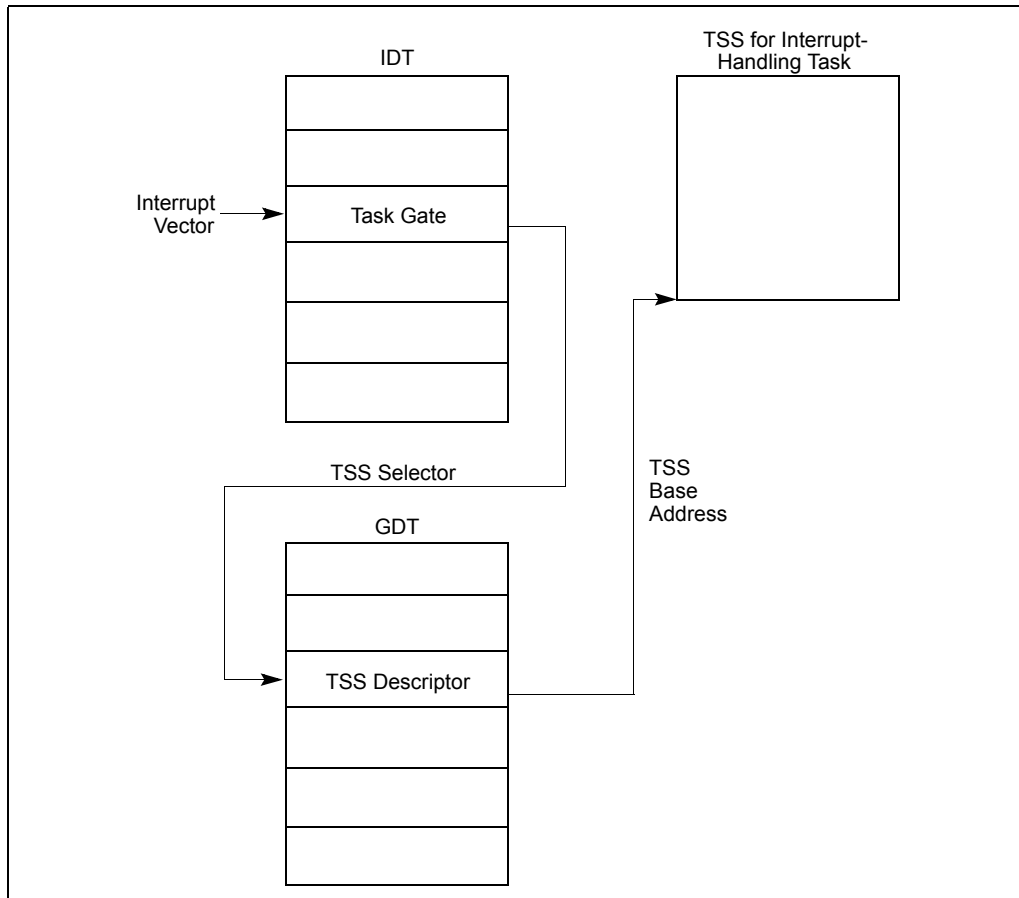 IDT
TSS for Interrupt-
Handling Task
Interrupt
Vector
Task Gate
TSS Selector
TSS
Base
Address
GDT
TSS Descriptor